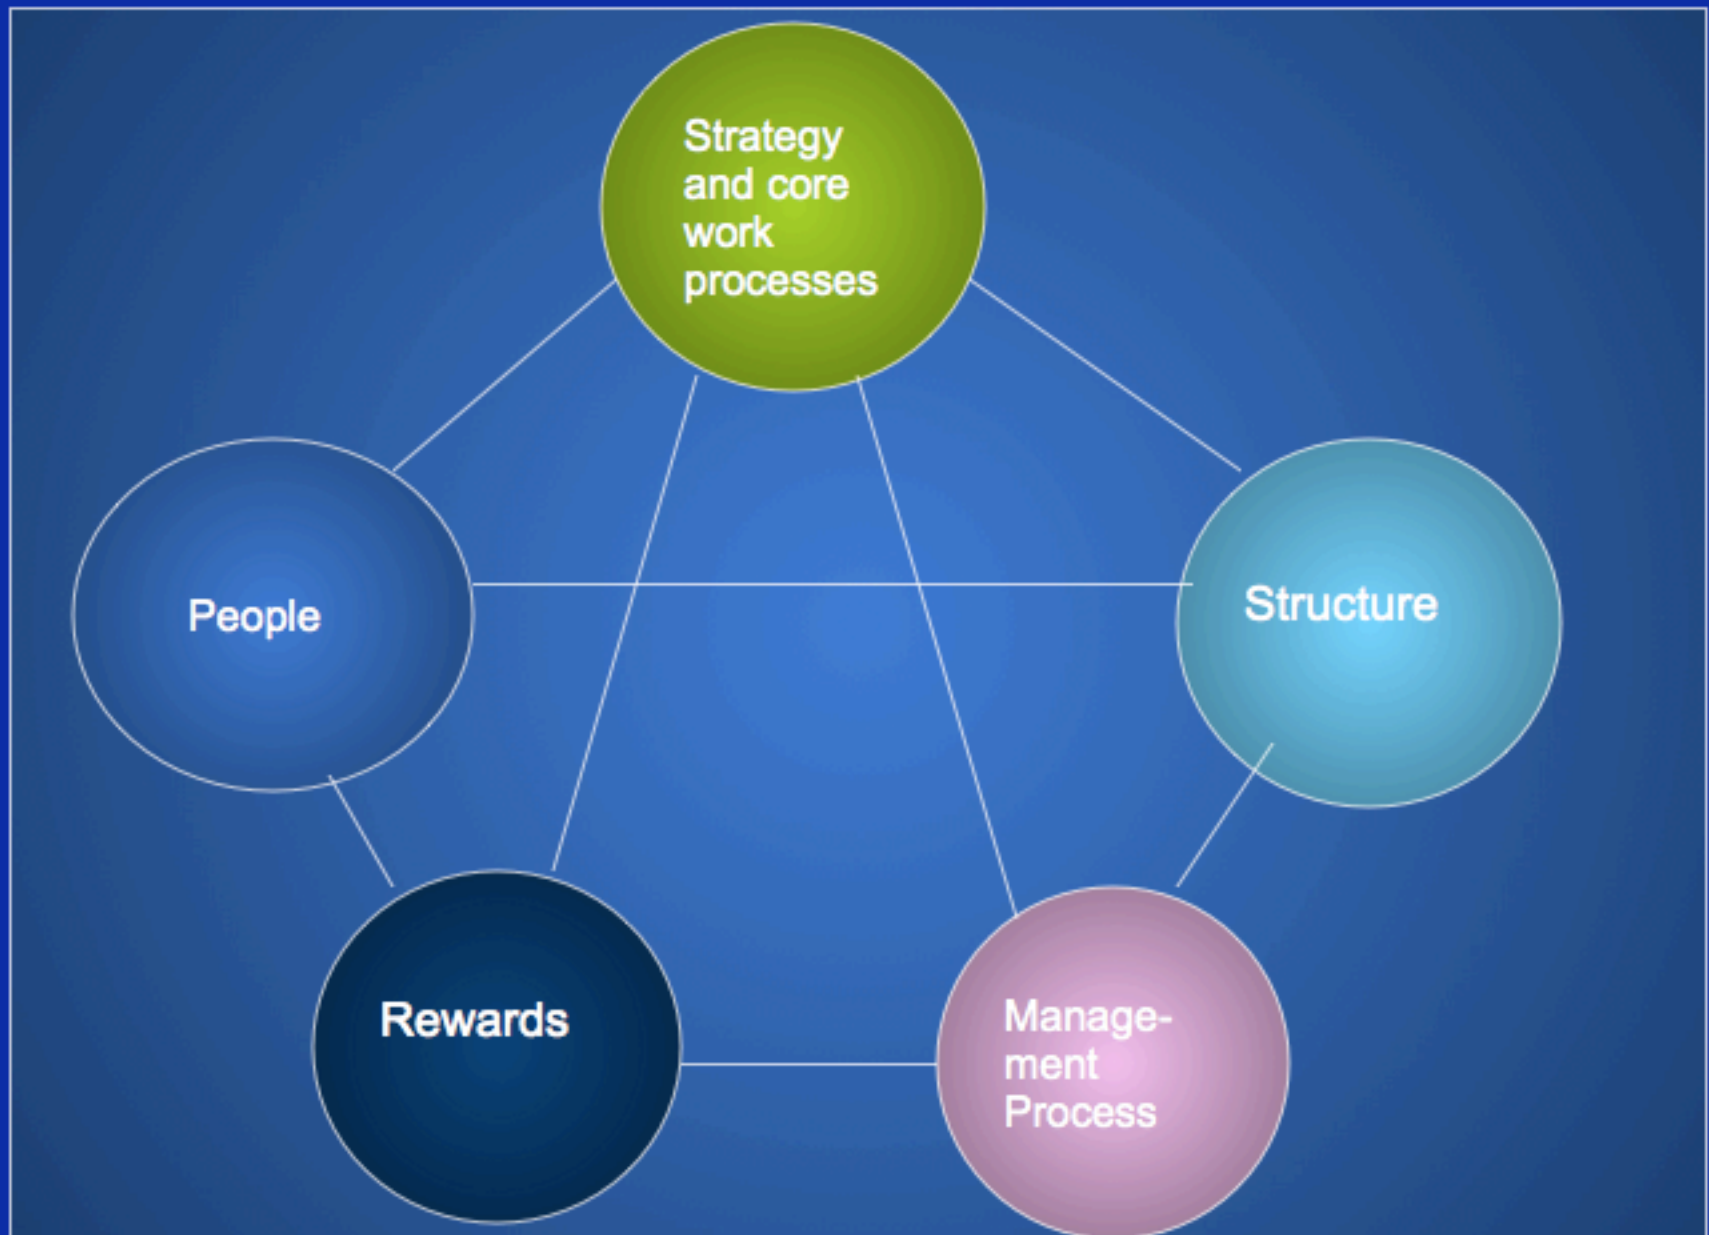 Strategy
and core
work
processes
People
Structure
Rewards
Manage-
ment
Process